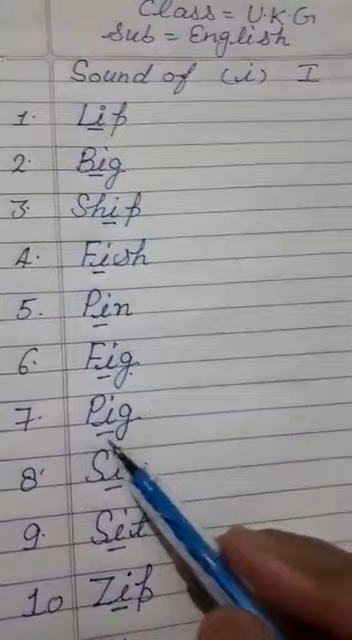 Class = U.K.G
Sub = English
Sound of (i) I
1. Lip
2. Big
3. Ship
4. Fish
5. Pin
6. Fig
7. Pig
8.
9. Sit
10 Zip